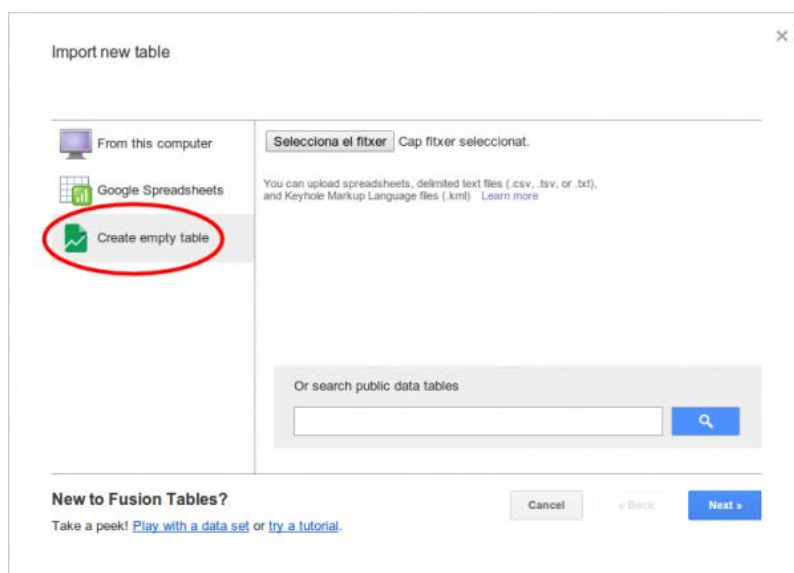 Import new table
From this computer
Google Spreadsheets
Create empty table
Selecciona el fitxer Cap fitxer seleccionat.
You can upload spreadsheets, delimited text files (.csv, .tsv, or .txt),
and Keyhole Markup Language files (.kml) Learn more
Or search public data tables
New to Fusion Tables?
Take a peek! Play with a data set or try a tutorial.
Cancel « Back Next »